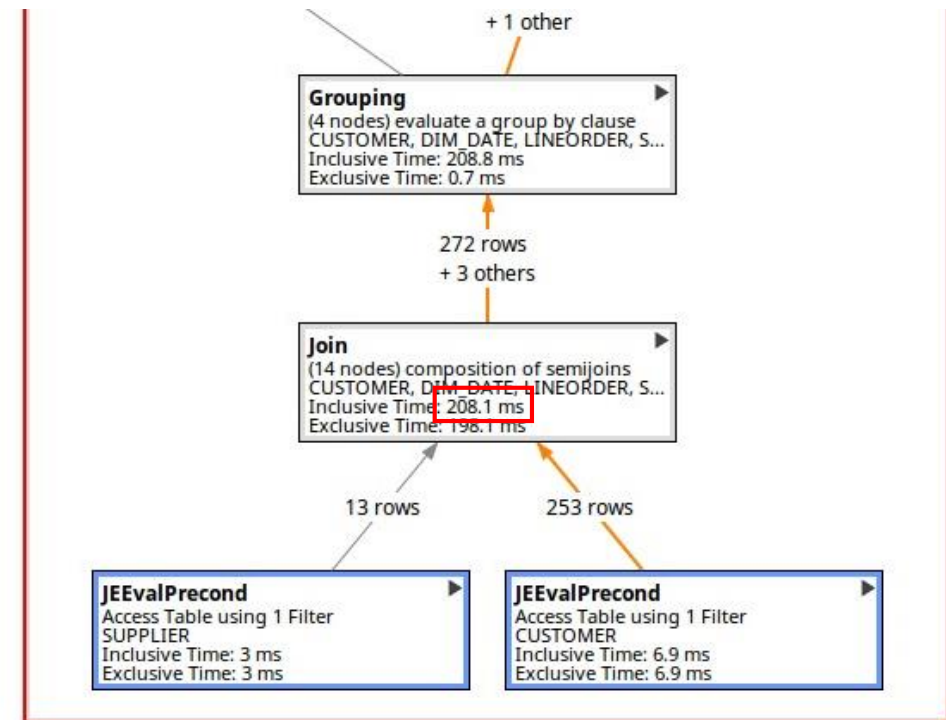 + 1 other
Grouping
(4 nodes) evaluate a group by clause
CUSTOMER, DIM_DATE, LINEORDER, S...
Inclusive Time: 208.8 ms
Exclusive Time: 0.7 ms
272 rows
+ 3 others
Join
(14 nodes) composition of semijoins
CUSTOMER, DIM_DATE, LINEORDER, S...
Inclusive Time: 208.1 ms
Exclusive Time: 198.1 ms
13 rows
253 rows
JEEvalPrecond
Access Table using 1 Filter
SUPPLIER
Inclusive Time: 3 ms
Exclusive Time: 3 ms
JEEvalPrecond
Access Table using 1 Filter
CUSTOMER
Inclusive Time: 6.9 ms
Exclusive Time: 6.9 ms